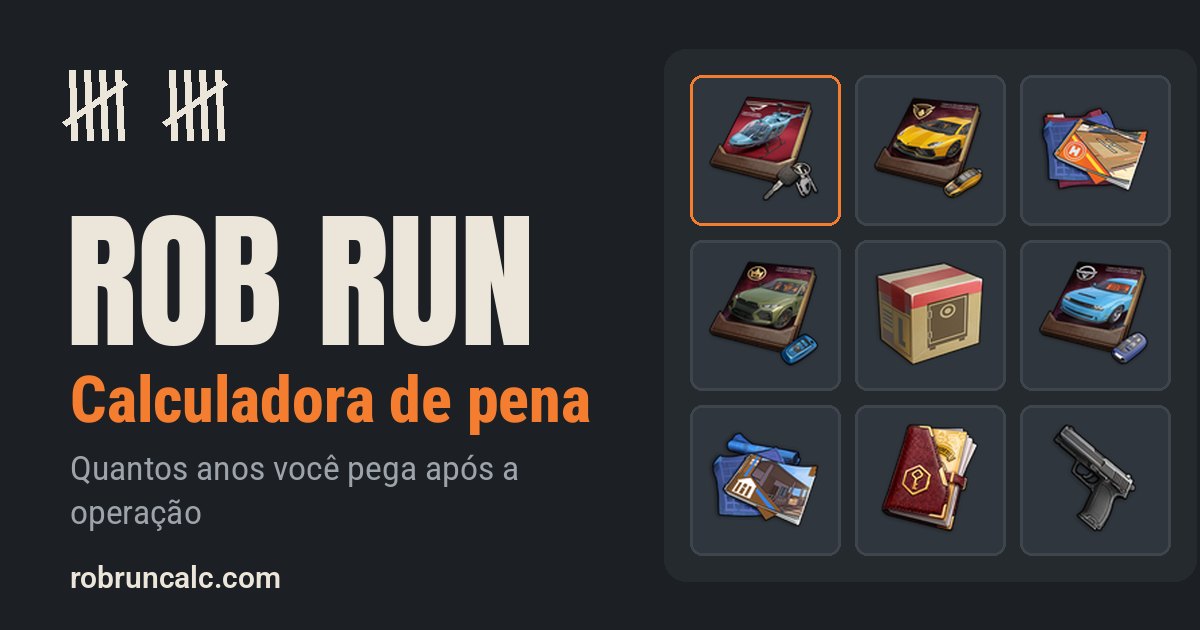 ROB RUN
Calculadora de pena
Quantos anos você pega após a
operação
robruncalc.com